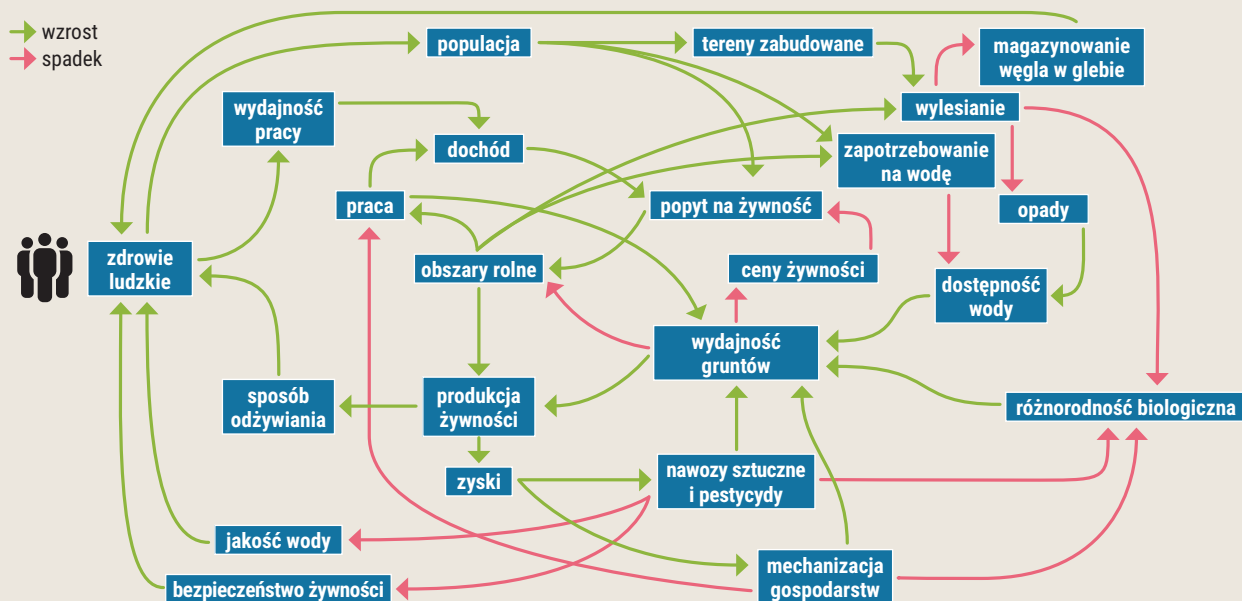 wzrost
spadek
populacja
tereny zabudowane
magazynowanie
węgla w glebie
wydajność
pracy
wylesianie
dochód
zapotrzebowanie
na wodę
praca
popyt na żywność
opady
zdrowie
ludzkie
obszary rolne
ceny żywności
dostępność
wody
wydajność
gruntów
sposób
odżywiania
produkcja
żywności
różnorodność biologiczna
zyski
nawozy sztuczne
i pestycydy
jakość wody
mechanizacja
gospodarstw
bezpieczeństwo żywności